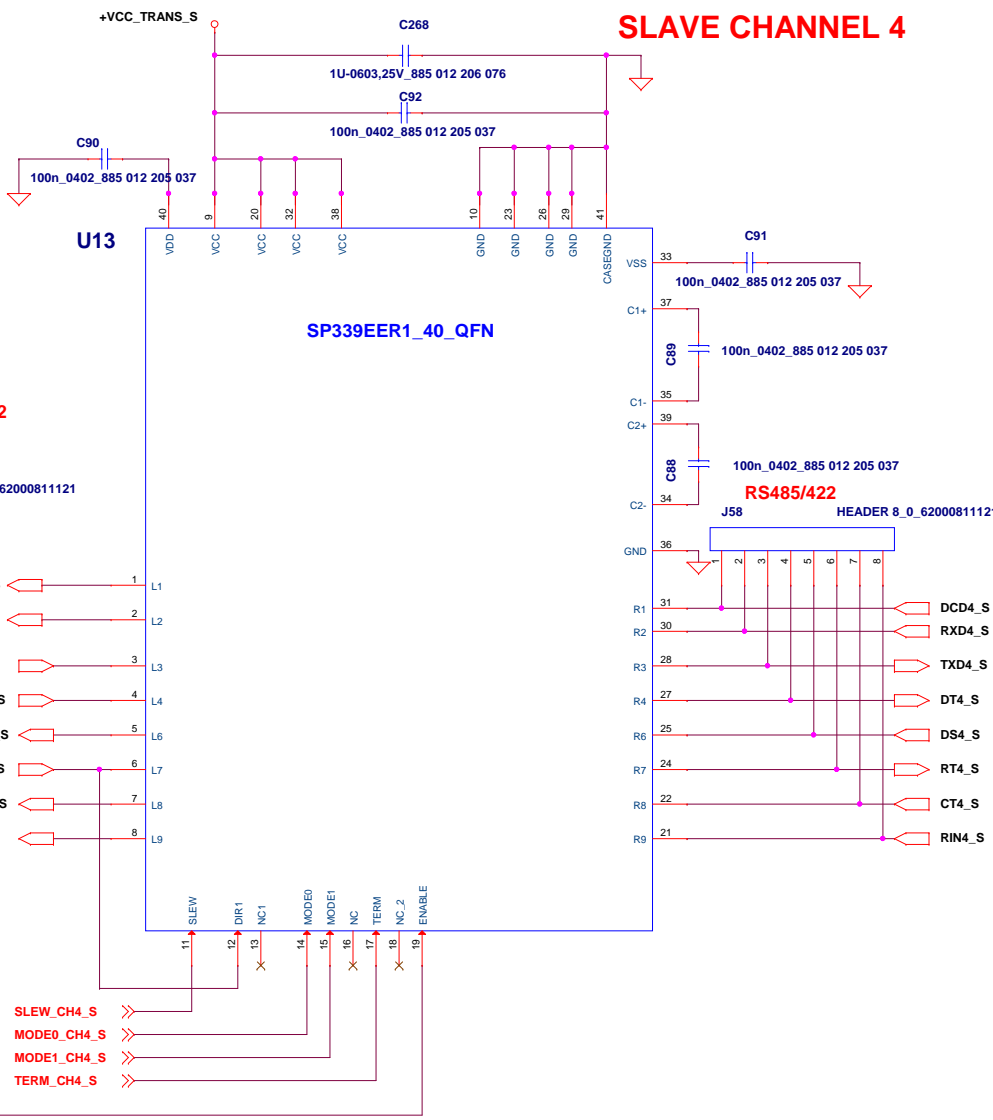 +VCC_TRANS_S
C268
SLAVE CHANNEL 4
1U-0603,25V_885 012 206 076
C92
100n_0402_885 012 205 037
C90
100n_0402_885 012 205 037
40
9
20
32
38
10
23
26
29
41
U13
VDD
VCC
VCC
VCC
VCC
GND
GND
GND
GND
CASEGND
C91
VSS
33
100n_0402_885 012 205 037
C1+
37
SP339EER1_40_QFN
C89
100n_0402_885 012 205 037
C1-
35
2
C2+
39
C88
100n_0402_885 012 205 037
62000811121
RS485/422
C2-
34
J58
HEADER 8_0_62000811121
GND
36
1
2
3
4
5
6
7
8
1
L1
R1
31
DCD4_S
2
L2
R2
30
RXD4_S
3
L3
R3
28
TXD4_S
S
4
L4
R4
27
DT4_S
S
5
L6
R6
25
DS4_S
S
6
L7
R7
24
RT4_S
S
7
L8
R8
22
CT4_S
8
L9
R9
21
RIN4_S
SLEW
DIR1
NC1
MODE0
MODE1
NC
TERM
NC_2
ENABLE
11
12
13
14
15
16
17
18
19
SLEW_CH4_S
MODE0_CH4_S
MODE1_CH4_S
TERM_CH4_S